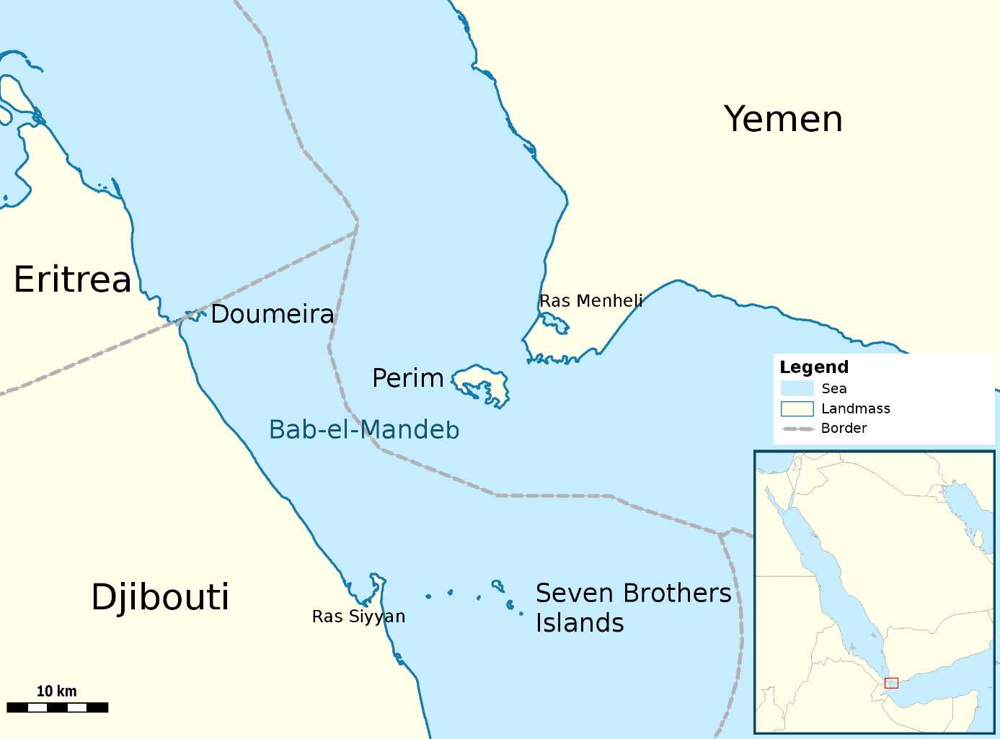 Yemen
Eritrea
Ras Menheli
Doumeira
Perim
Bab-el-Mandeb
Legend
Sea
Landmass
Border
Djibouti
Seven Brothers
Islands
Ras Siyyan
10 km